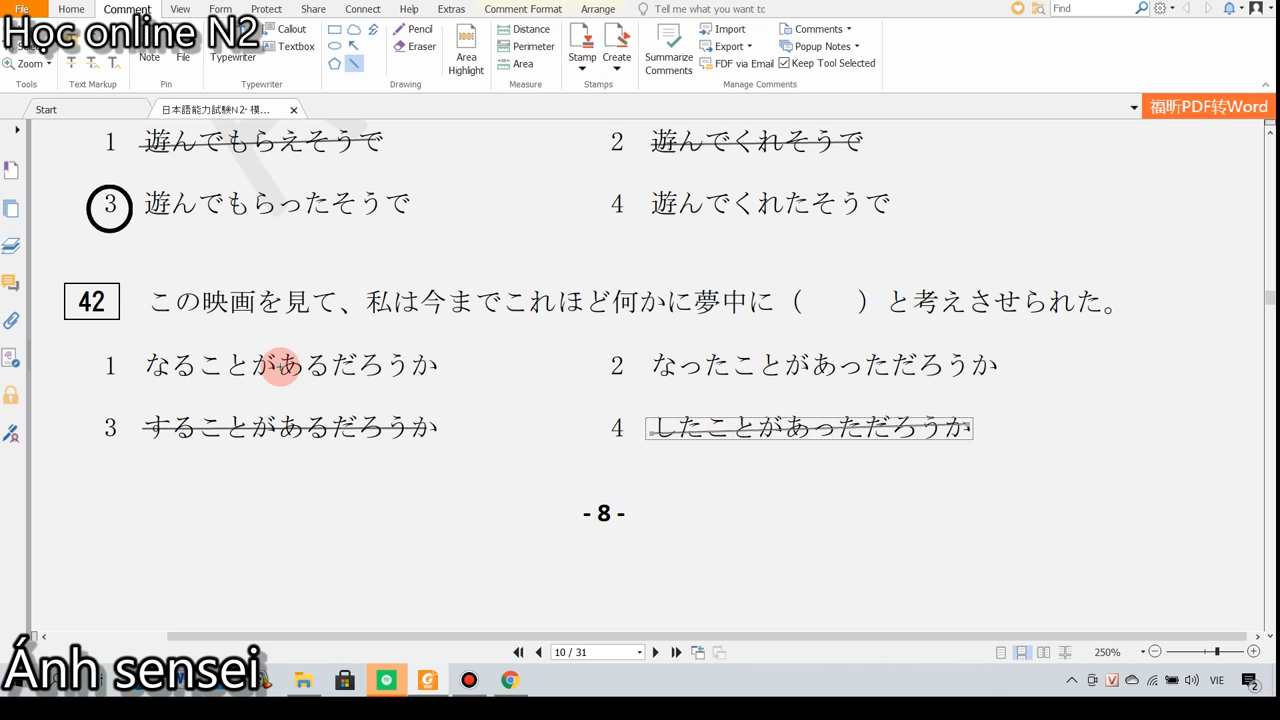 File Home Comment View Form Protect Share Connect Help Extras Comment Format Arrange Tell me what you want tc Find
Học online N2
Callout
Textbox
Typewriter
Note
File
Pencil
Eraser
Area
Highlight
Distance
Perimeter
Area
Stamp Create
Summarize
Comments
Import
Export
FDF via Email
Comments
Popup Notes
Keep Tool Selected
Zoom
Tools Text Markup Pin Typewriter Drawing Measure Stamps Manage Comments
Start
日本語能力試験N2- 模...
福昕PDF转Word
1 遊んでもらえそうで 2 遊んでくれそうで
3 遊んでもらったそうで 4 遊んでくれたそうで
42 この映画を見て、私は今までこれほど何かに夢中に（ ）と考えさせられた。
1 なることがあるだろうか 2 なったことがあっただろうか
3 することがあるだろうか 4 したことがあっただろうか
- 8 -
10 / 31
250%
Ánh sensei
VIE
2